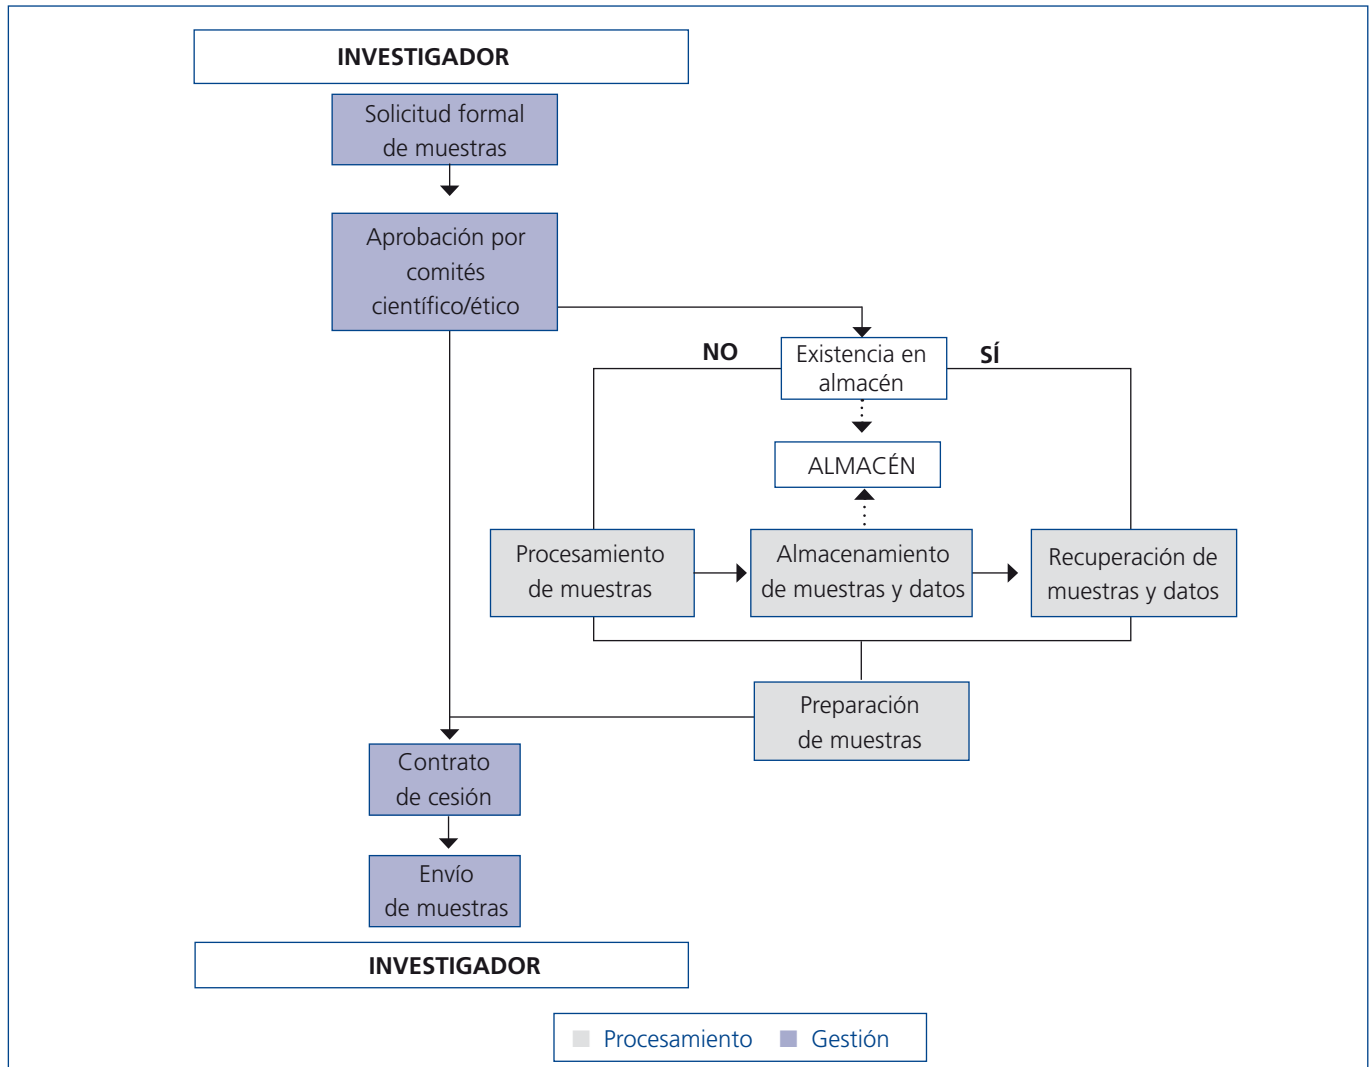 INVESTIGADOR
Solicitud formal
de muestras
Aprobación por
comités
científico/ético
NO
Existencia en
almacén
SÍ
ALMACÉN
Procesamiento
de muestras
Almacenamiento
de muestras y datos
Recuperación de
muestras y datos
Preparación
de muestras
Contrato
de cesión
Envío
de muestras
INVESTIGADOR
Procesamiento Gestión